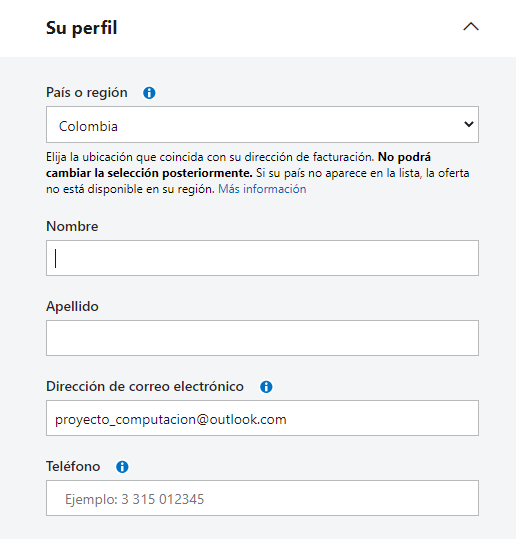 Su perfil
País o región
Colombia
Elija la ubicación que coincida con su dirección de facturación. No podrá
cambiar la selección posteriormente. Si su país no aparece en la lista, la oferta
no está disponible en su región. Más información
Nombre
Apellido
Dirección de correo electrónico
proyecto_computacion@outlook.com
Teléfono
Ejemplo: 3 315 012345